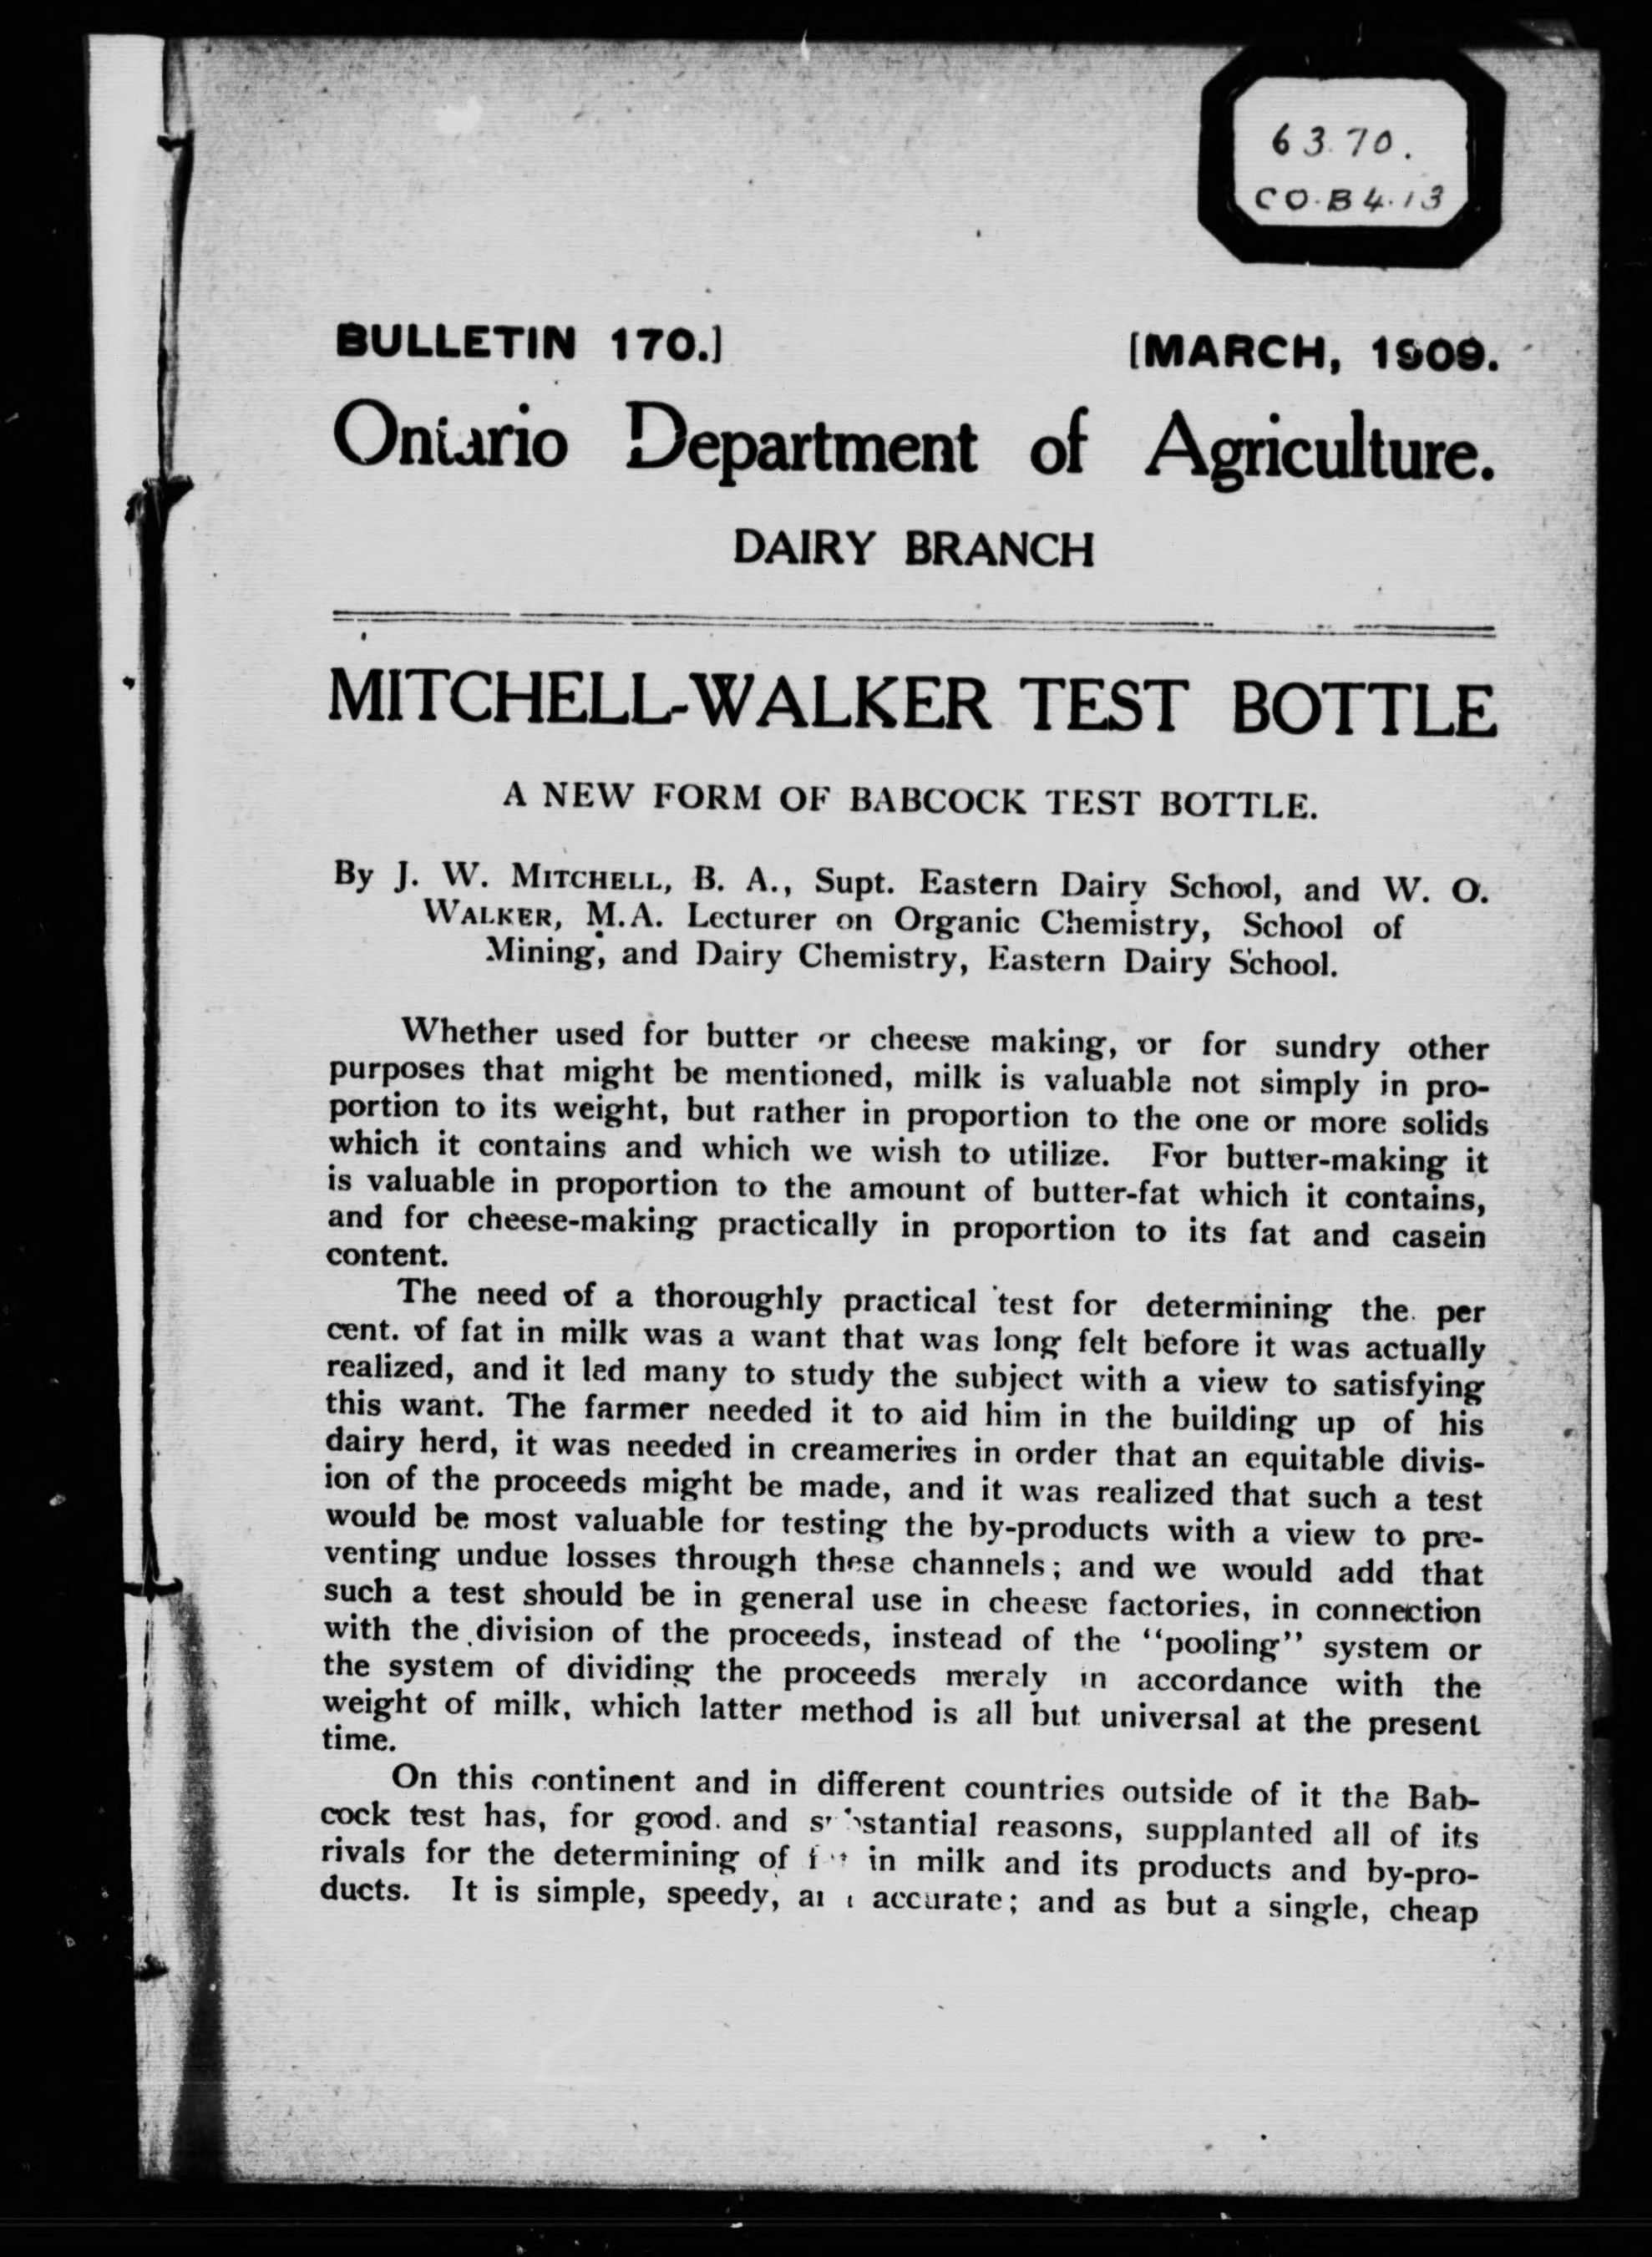 63.70.
CO.B4.13
BULLETIN 170.]
[MARCH, 1909.
Ontario Department of Agriculture.
DAIRY BRANCH
MITCHELL-WALKER TEST BOTTLE
A NEW FORM OF BABCOCK TEST BOTTLE.
By J. W. MITCHELL, B. A., Supt. Eastern Dairy School, and W. O.
WALKER, M.A. Lecturer on Organic Chemistry, School of
Mining, and Dairy Chemistry, Eastern Dairy School.
Whether used for butter or cheese making, or for sundry other
purposes that might be mentioned, milk is valuable not simply in pro-
portion to its weight, but rather in proportion to the one or more solids
which it contains and which we wish to utilize. For butter-making it
is valuable in proportion to the amount of butter-fat which it contains,
and for cheese-making practically in proportion to its fat and casein
content.
The need of a thoroughly practical test for determining the per
cent. of fat in milk was a want that was long felt before it was actually
realized, and it led many to study the subject with a view to satisfying
this want. The farmer needed it to aid him in the building up of his
dairy herd, it was needed in creameries in order that an equitable divis-
ion of the proceeds might be made, and it was realized that such a test
would be most valuable for testing the by-products with a view to pre-
venting undue losses through these channels; and we would add that
such a test should be in general use in cheese factories, in connection
with the division of the proceeds, instead of the "pooling" system or
the system of dividing the proceeds merely in accordance with the
weight of milk, which latter method is all but universal at the present
time.
On this continent and in different countries outside of it the Bab-
cock test has, for good and substantial reasons, supplanted all of its
rivals for the determining of in milk and its products and by-pro-
ducts. It is simple, speedy, accurate; and as but a single, cheap